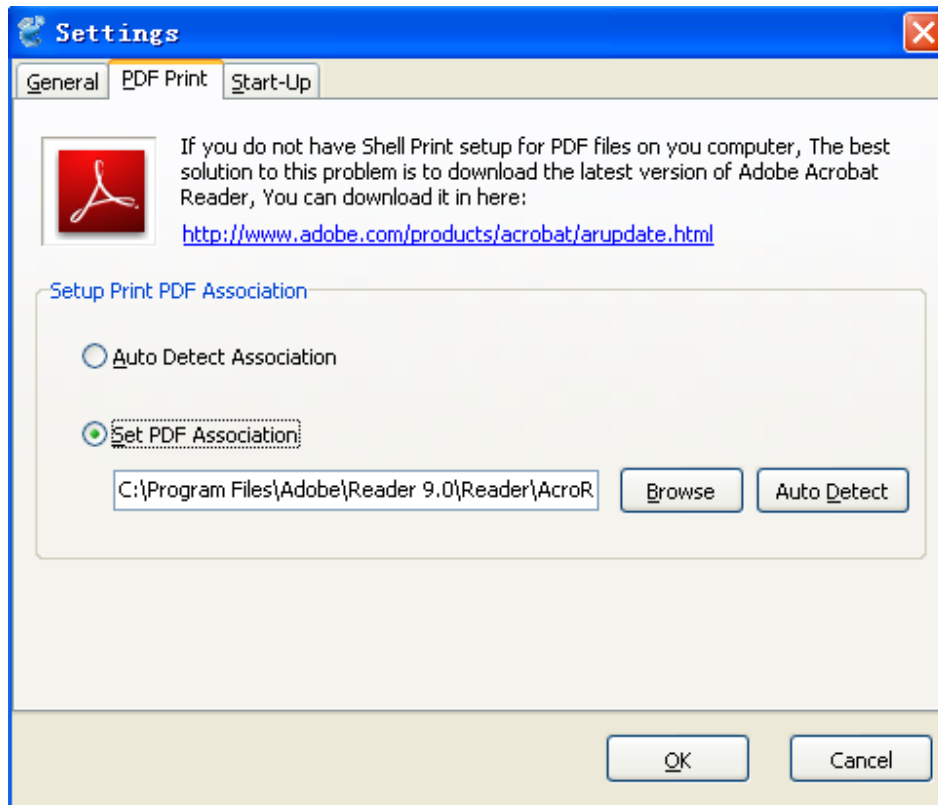 Settings
General PDF Print Start-Up
If you do not have Shell Print setup for PDF files on you computer, The best
solution to this problem is to download the latest version of Adobe Acrobat
Reader, You can download it in here:
http://www.adobe.com/products/acrobat/arupdate.html
Setup Print PDF Association
Auto Detect Association
Set PDF Association
C:\Program Files\Adobe\Reader 9.0\Reader\AcroR Browse Auto Detect
OK Cancel